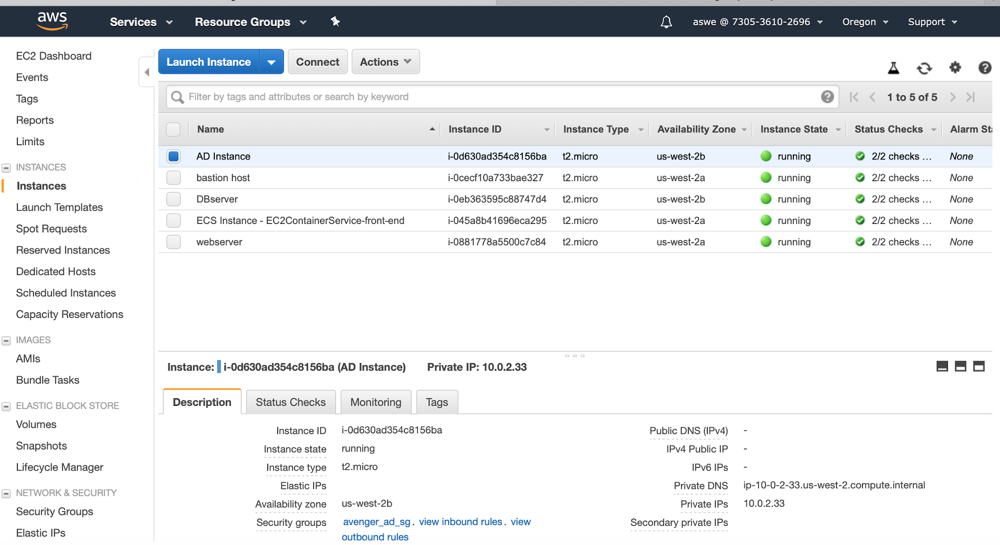 aws
Services Resource Groups aswe @ 7305-3610-2696 Oregon Support
EC2 Dashboard
Events
Tags
Reports
Limits
INSTANCES
Instances
Launch Templates
Spot Requests
Reserved Instances
Dedicated Hosts
Scheduled Instances
Capacity Reservations
IMAGES
AMIs
Bundle Tasks
ELASTIC BLOCK STORE
Volumes
Snapshots
Lifecycle Manager
NETWORK & SECURITY
Security Groups
Elastic IPs
Launch Instance Connect Actions
Filter by tags and attributes or search by keyword 1 to 5 of 5
Name Instance ID Instance Type Availability Zone Instance State Status Checks Alarm Sta
AD Instance i-0d630ad354c8156ba t2.micro us-west-2b running 2/2 checks ... None
bastion host i-0cecf10a733bae327 t2.micro us-west-2a running 2/2 checks ... None
DBserver i-0eb363595c88747d4 t2.micro us-west-2b running 2/2 checks ... None
ECS Instance - EC2ContainerService-front-end i-045a8b41696eca295 t2.micro us-west-2a running 2/2 checks ... None
webserver i-0881778a5500c7c84 t2.micro us-west-2a running 2/2 checks ... None
Instance: i-0d630ad354c8156ba (AD Instance) Private IP: 10.0.2.33
Description Status Checks Monitoring Tags
Instance ID i-0d630ad354c8156ba
Instance state running
Instance type t2.micro
Elastic IPs
Availability zone us-west-2b
Security groups avenger_ad_sg. view inbound rules. view
outbound rules
Public DNS (IPv4) -
IPv4 Public IP -
IPv6 IPs -
Private DNS ip-10-0-2-33.us-west-2.compute.internal
Private IPs 10.0.2.33
Secondary private IPs